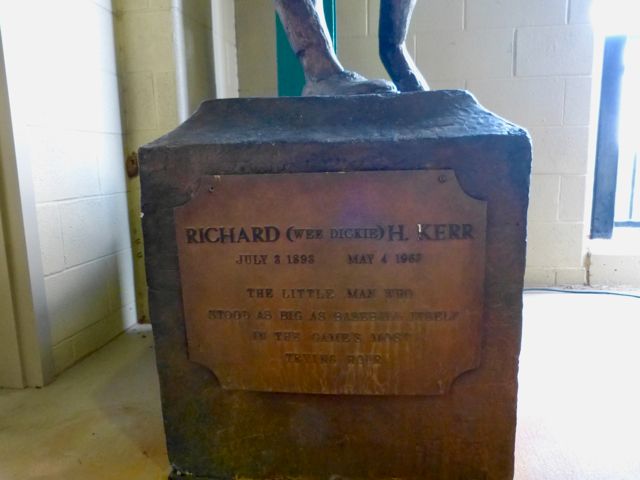 RICHARD (WEE DICKIE) H. KERR
JULY 3 1893 MAY 4 1963
THE LITTLE MAN WHO
STOOD AS BIG AS BASEBALL ITSELF
IN THE GAME'S MOST
TRYING HOUR